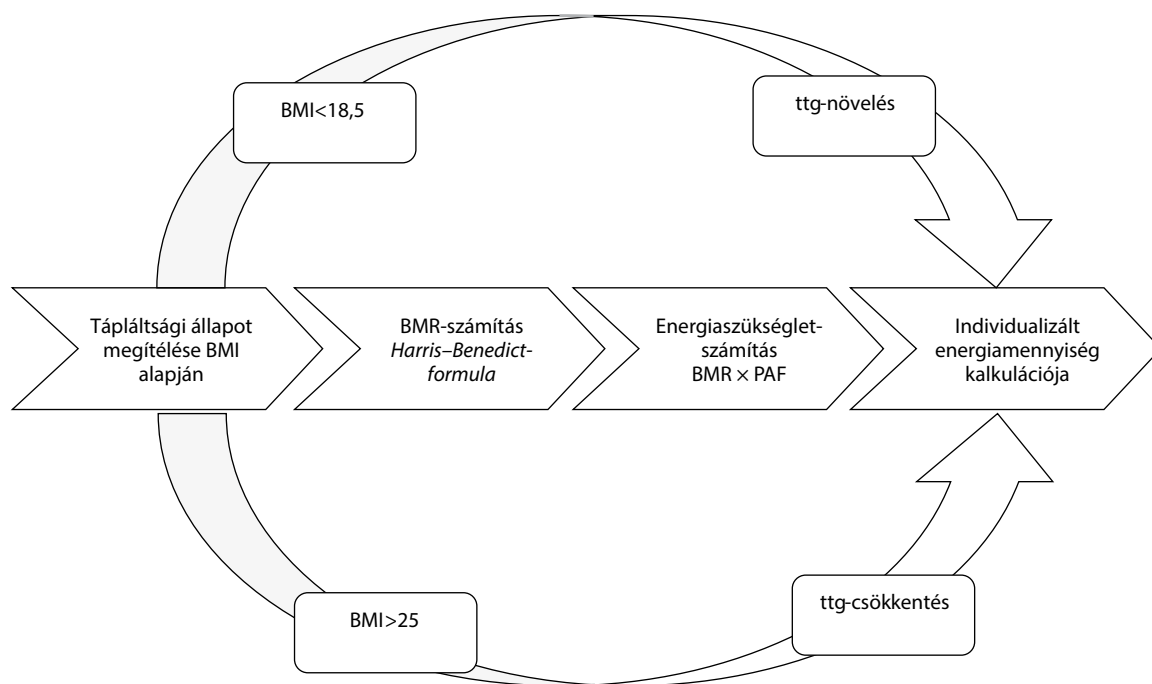 BMI<18,5
ttg-növelés
Tápláltsági állapot
megítélése BMI
alapján
BMR-számítás
Harris–Benedict-
formula
Energiaszükséglet-
számítás
BMR × PAF
Individualizált
energiamennyiség
kalkulációja
BMI>25
ttg-csökkentés